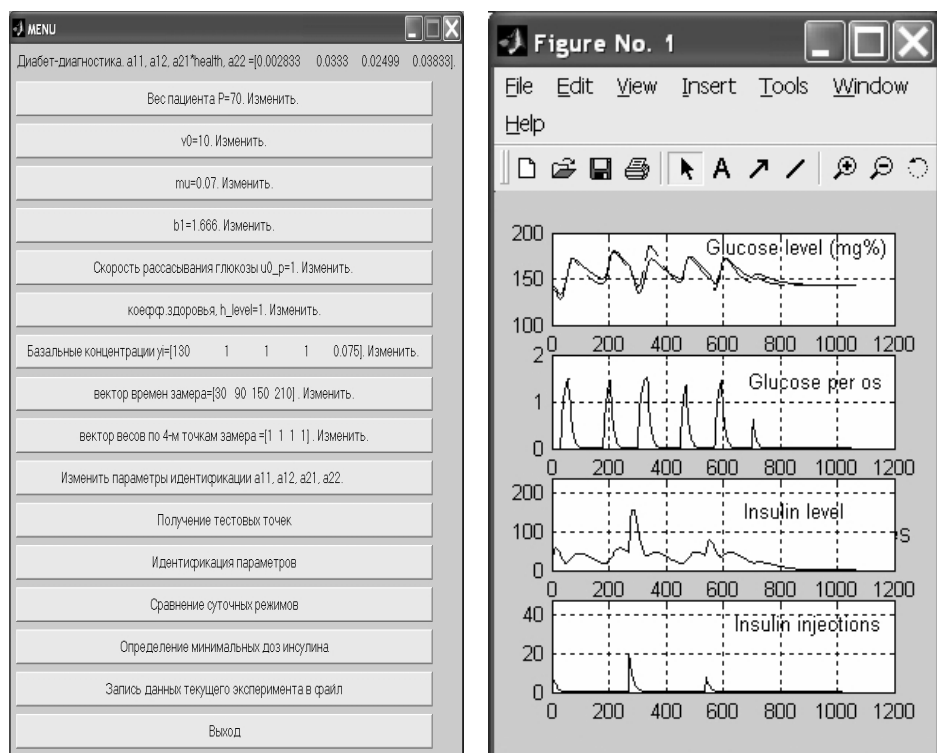 MENU
Диабет-диагностика. a11, a12, a21*health, a22 =[0.002833 0.0333 0.02499 0.03833].
Вес пациента P=70. Изменить.
v0=10. Изменить.
mu=0.07. Изменить.
b1=1.666. Изменить.
Скорость рассасывания глюкозы u0_p=1. Изменить.
коефф.здоровья, h_level=1. Изменить.
Базальные концентрации yi=[130 1 1 1 0.075]. Изменить.
вектор времен замера=[30 90 150 210] . Изменить.
вектор весов по 4-м точкам замера =[1 1 1 1] . Изменить.
Изменить параметры идентификации a11, a12, a21, a22.
Получение тестовых точек
Идентификация параметров
Сравнение суточных режимов
Определение минимальных доз инсулина
Запись данных текущего эксперимента в файл
Выход
Figure No. 1
File Edit View Insert Tools Window
Help
A
200
Glucose level (mg%)
150
100
0 200 400 600 800 1000 1200
2
Glucose per os
1
0
0 200 400 600 800 1000 1200
200
Insulin level
100
0
0 200 400 600 800 1000 1200
40
Insulin injections
20
0
0 200 400 600 800 1000 1200